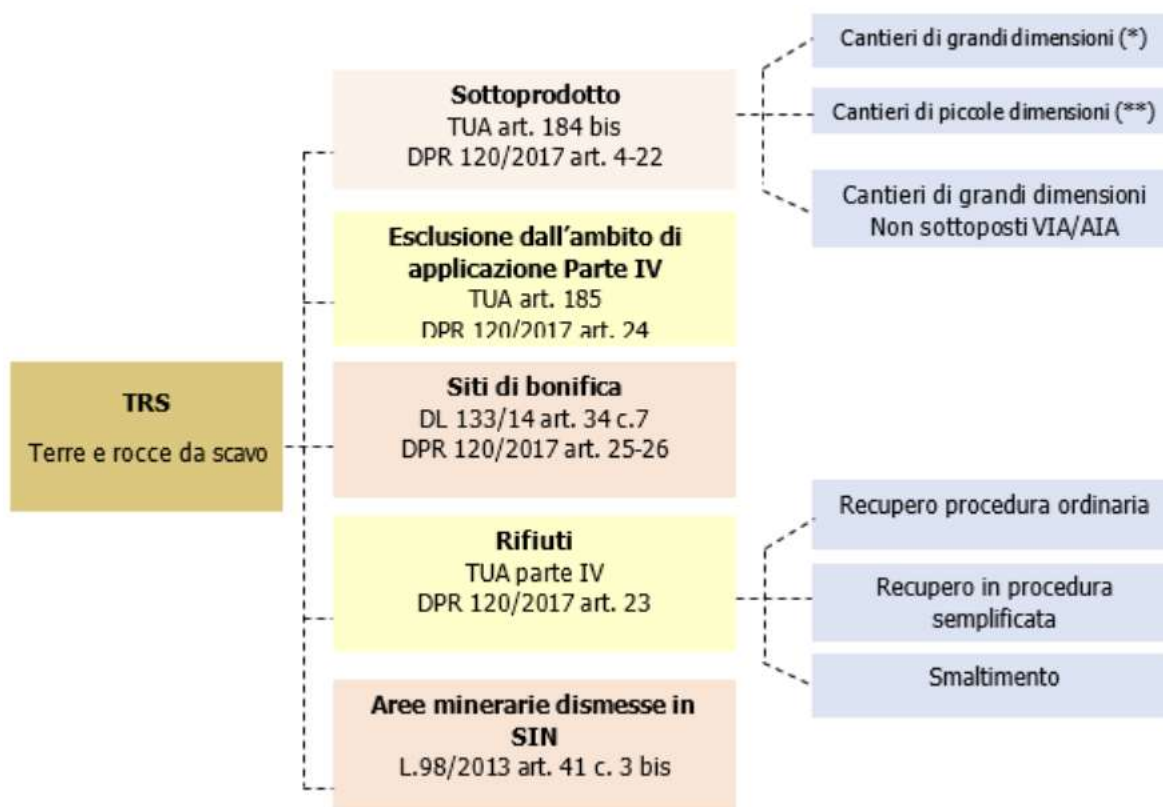 TRS
Terre e rocce da scavo
Sottoprodotto
TUA art. 184 bis
DPR 120/2017 art. 4-22
Cantieri di grandi dimensioni (*)
Cantieri di piccole dimensioni (**)
Cantieri di grandi dimensioni
Non sottoposti VIA/AIA
Esclusione dall´ambito di
applicazione Parte IV
TUA art. 185
DPR 120/2017 art. 24
Siti di bonifica
DL 133/14 art. 34 c.7
DPR 120/2017 art. 25-26
Rifiuti
TUA parte IV
DPR 120/2017 art. 23
Recupero procedura ordinaria
Recupero in procedura
semplificata
Smaltimento
Aree minerarie dismesse in
SIN
L.98/2013 art. 41 c. 3 bis